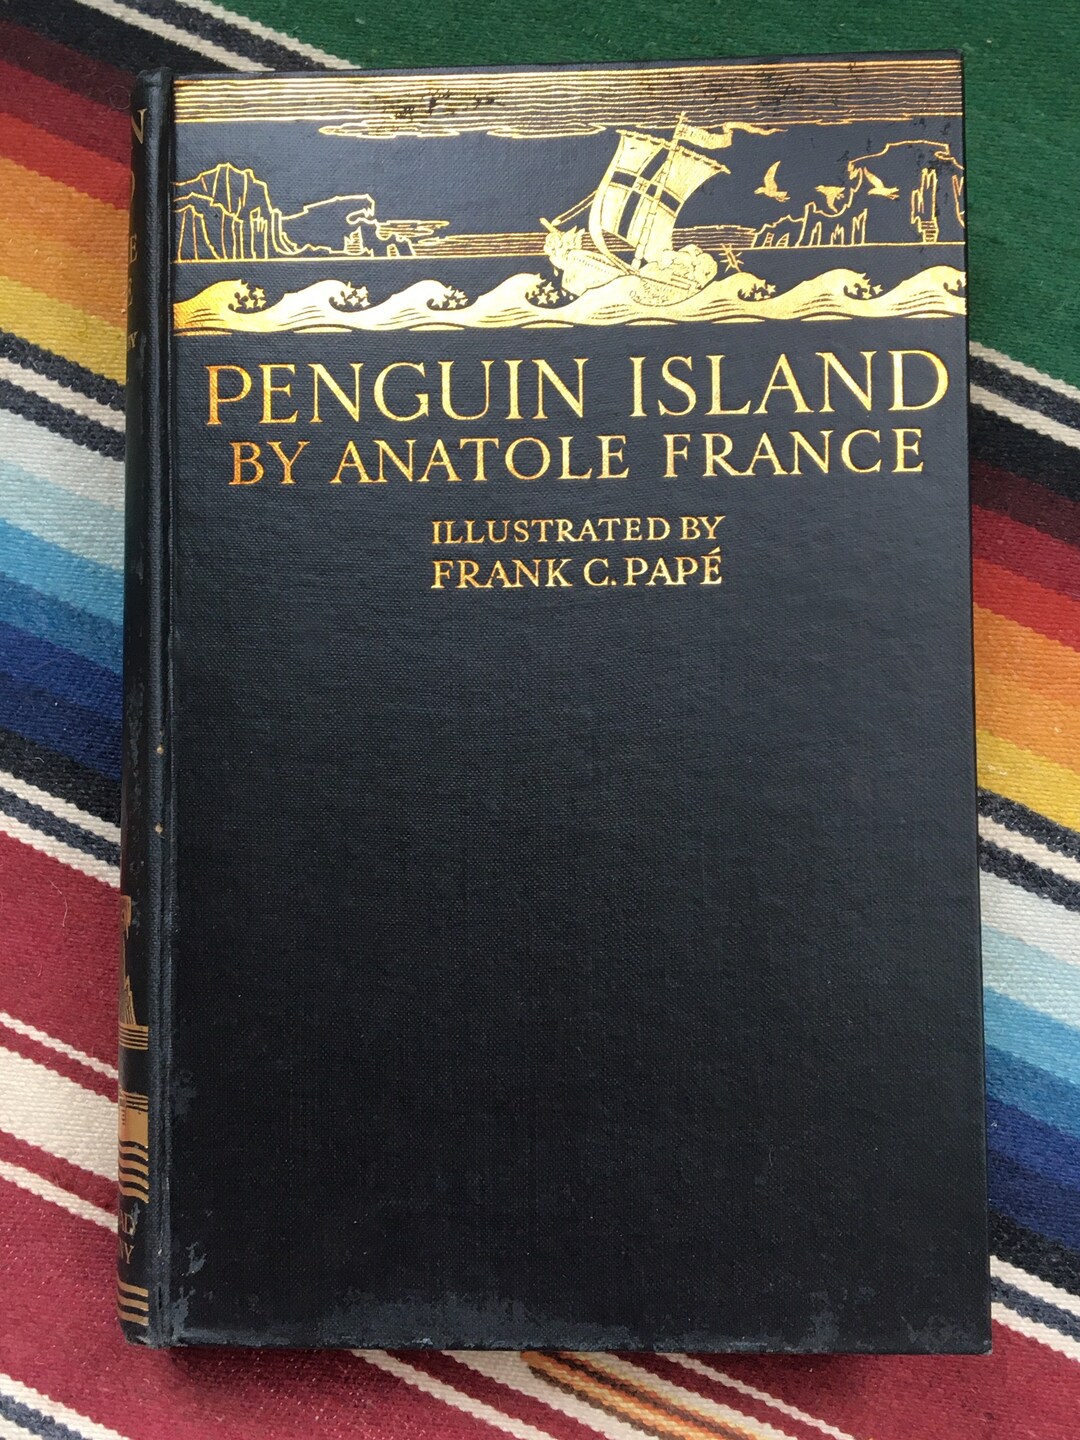 PENGUIN ISLAND
BY ANATOLE FRANCE
ILLUSTRATED BY
FRANK C. PAPÉ